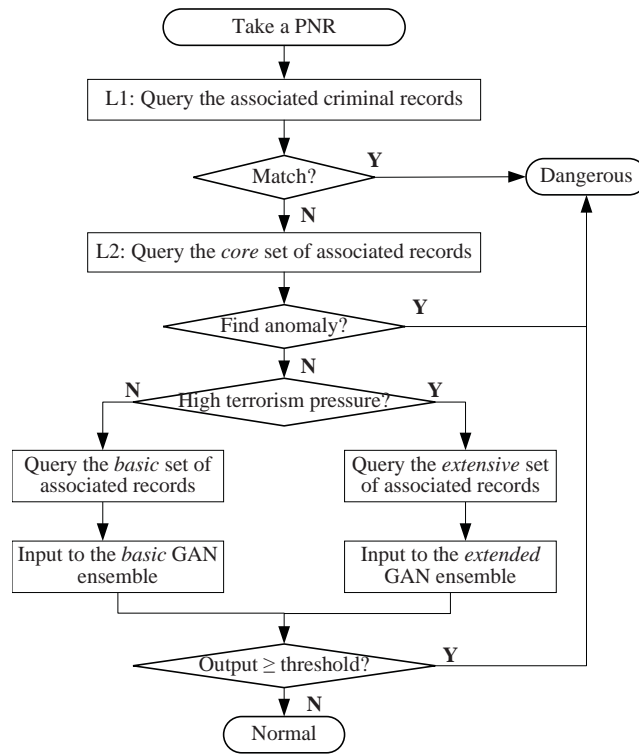 Take a PNR
L1: Query the associated criminal records
Y
Match?
Dangerous
N
L2: Query the core set of associated records
Y
Find anomaly?
N
N
High terrorism pressure?
Y
Query the basic set of
associated records
Query the extensive set
of associated records
Input to the basic GAN
ensemble
Input to the extended
GAN ensemble
Output ≥ threshold?
Y
N
Normal